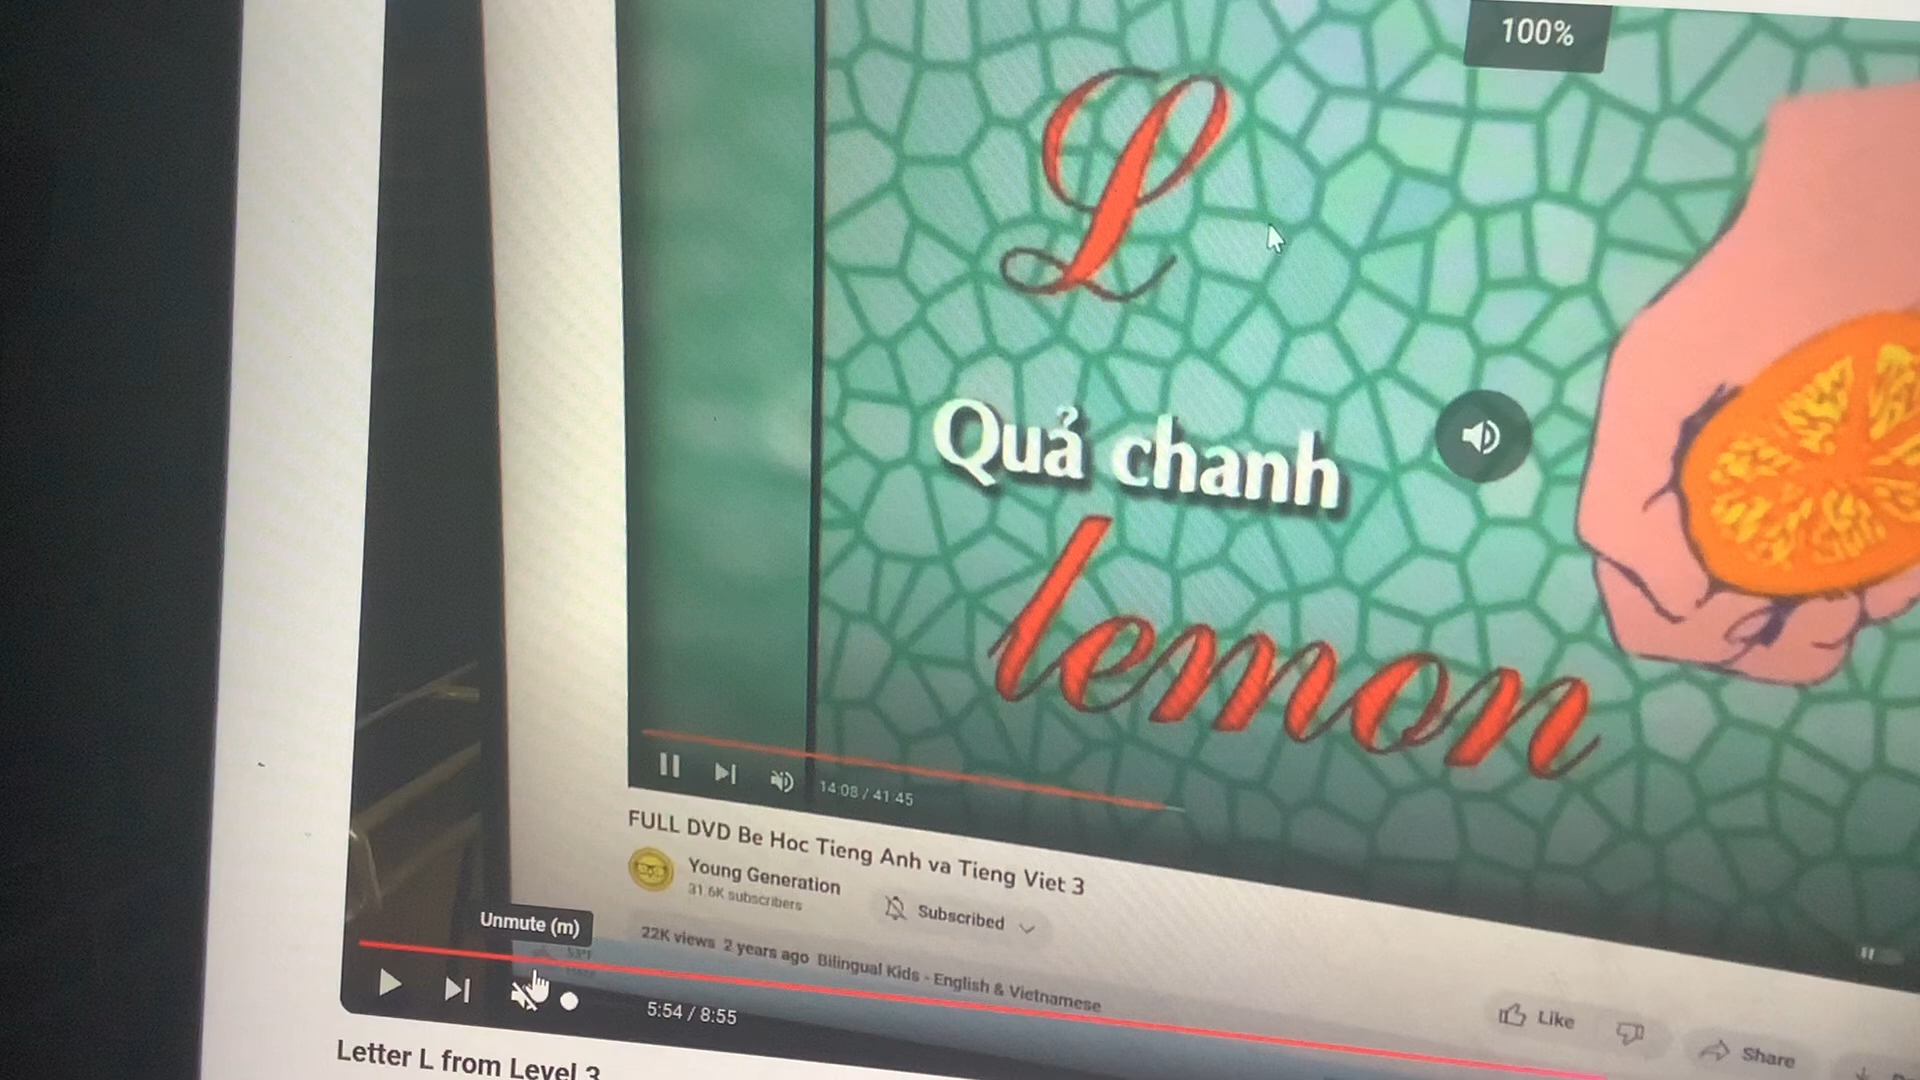 100%
L
Quả chanh
lemon
14:08 / 41:45
FULL DVD Be Hoc Tieng Anh va Tieng Viet 3
Young Generation
31.6K subscribers
Subscribed
Unmute (m)
22K views 2 years ago Bilingual Kids - English & Vietnamese
53°F
5:54 / 8:55
Like
Share
Letter L from Level 3